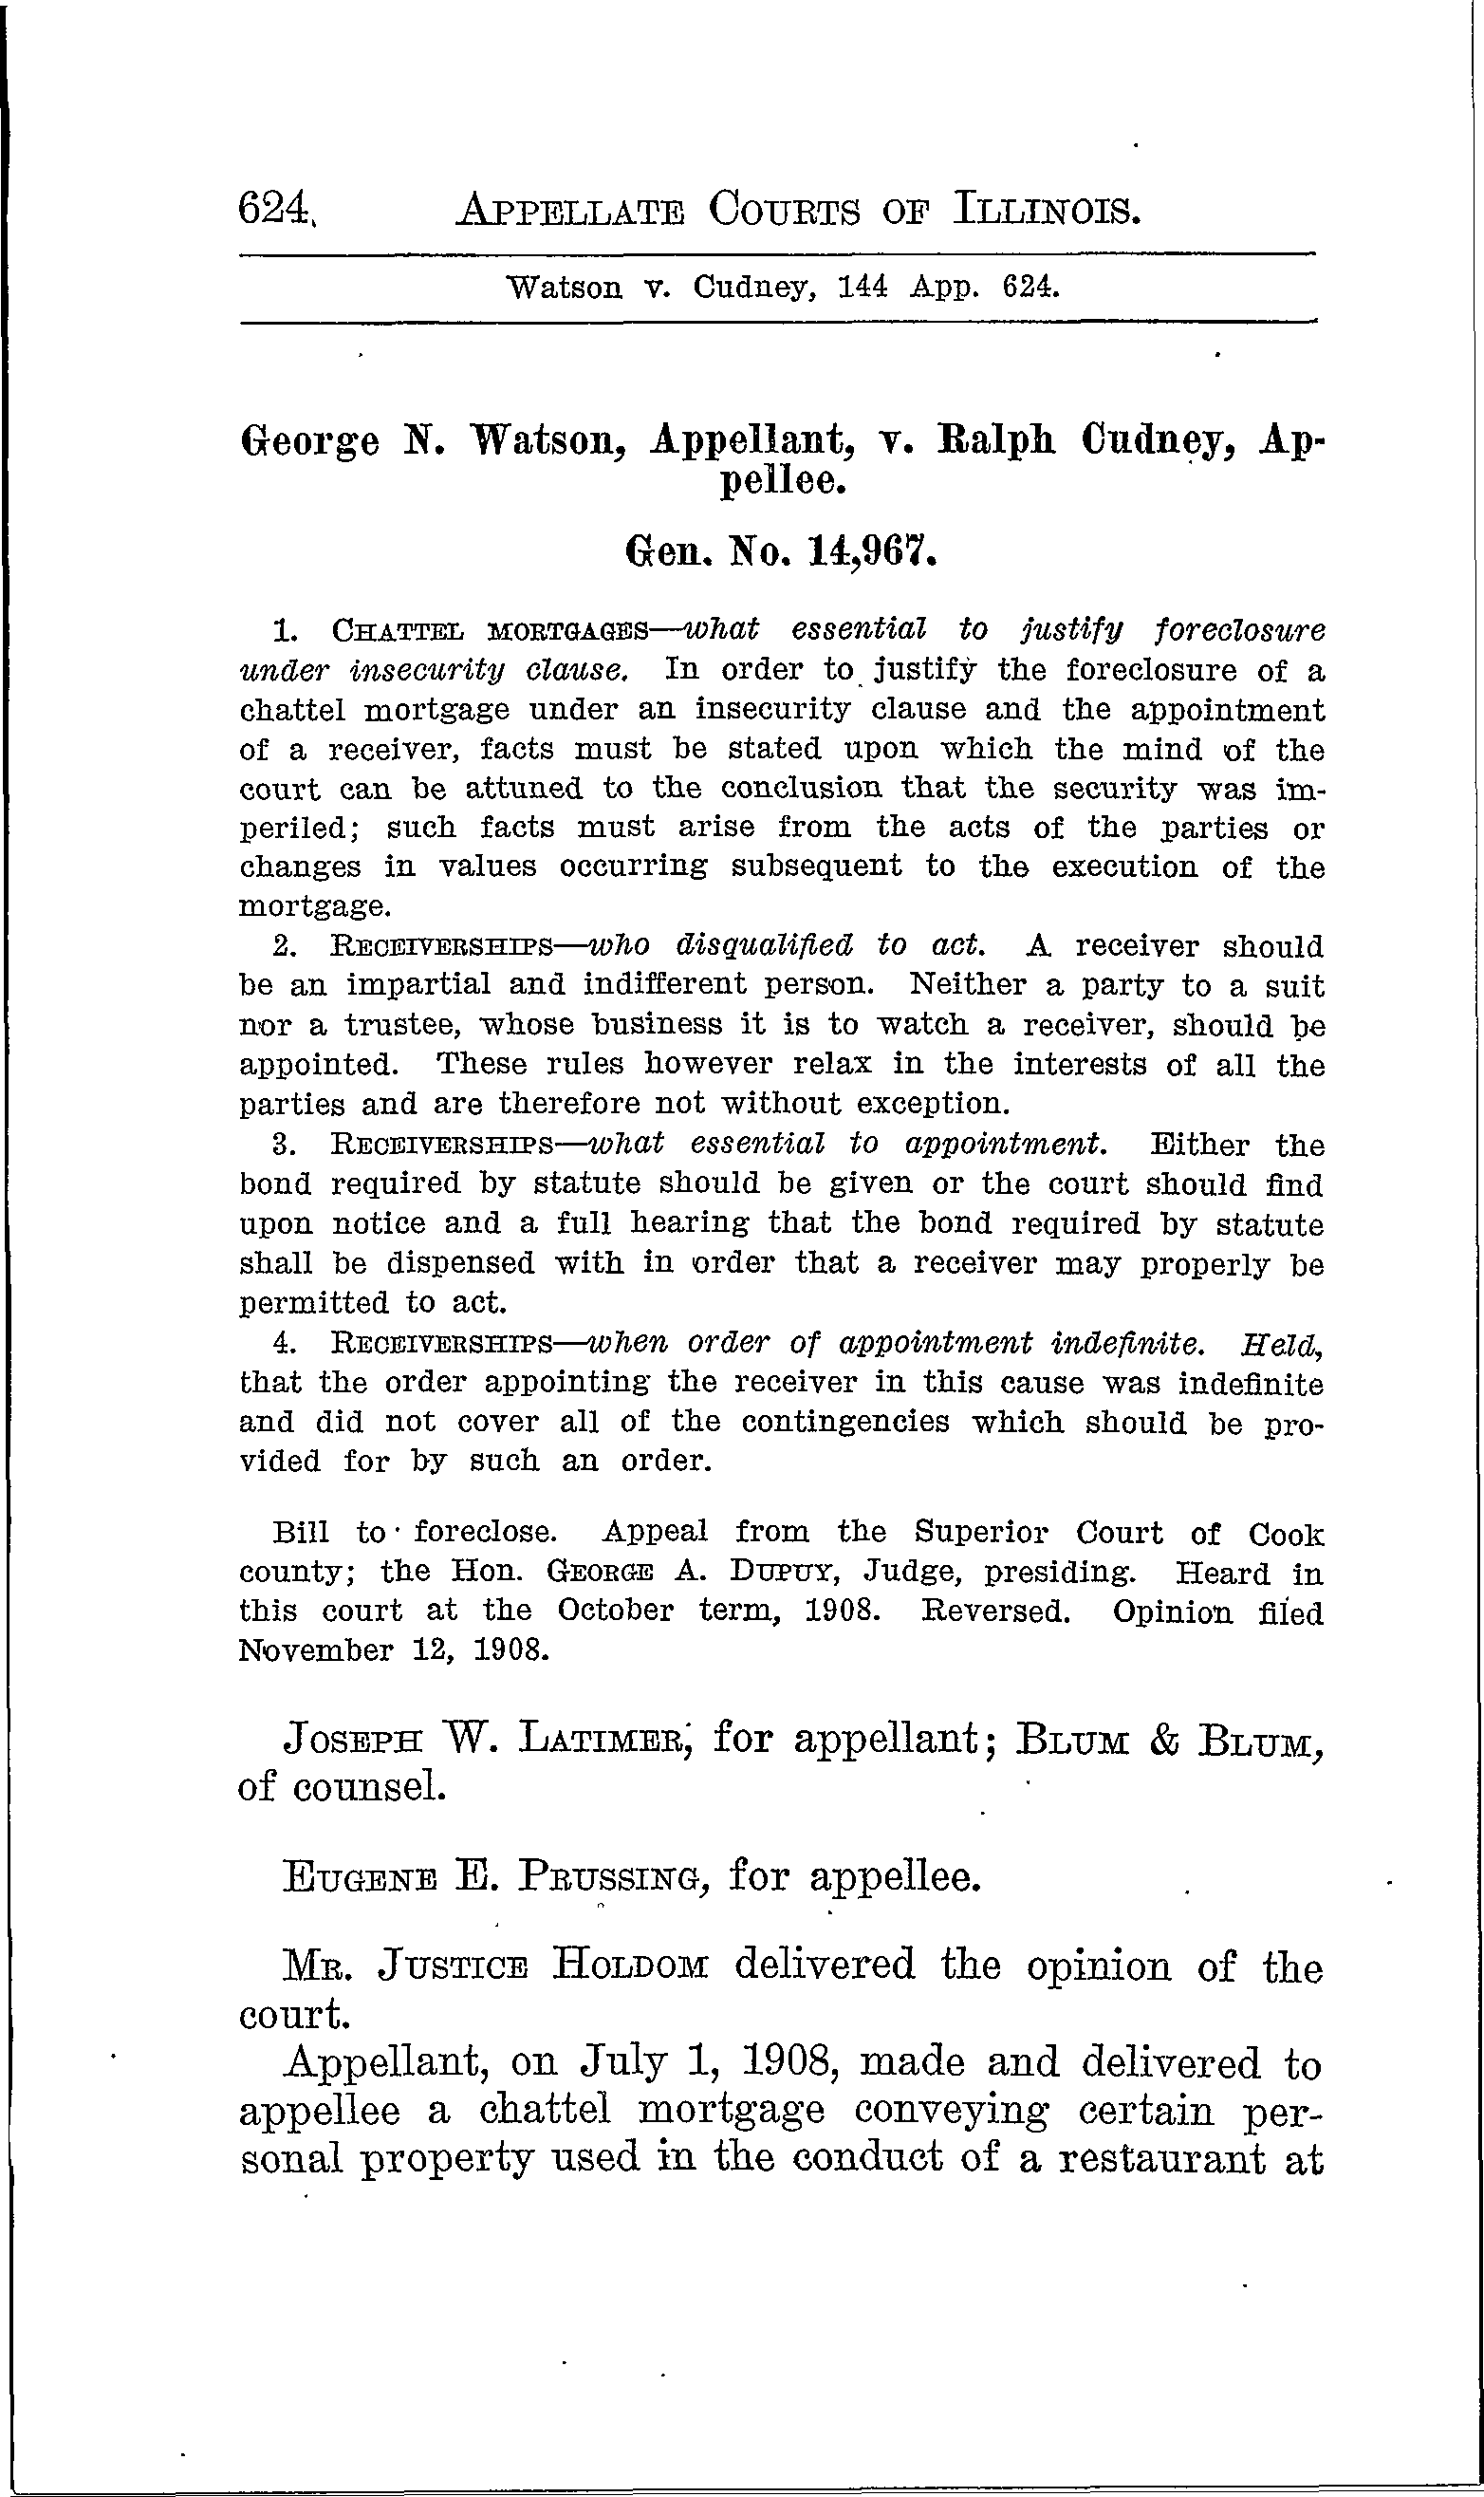 624 APPELLATE COURTS OF ILLINOIS.
Watson v. Cudney, 144 App. 624.
George N. Watson, Appellant, v. Ralph Cudney, Ap-
pellee.
Gen. No. 14,967.
1. CHATTEL MORTGAGES—what essential to justify foreclosure
under insecurity clause. In order to justify the foreclosure of a
chattel mortgage under an insecurity clause and the appointment
of a receiver, facts must be stated upon which the mind of the
court can be attuned to the conclusion that the security was im-
periled; such facts must arise from the acts of the parties or
changes in values occurring subsequent to the execution of the
mortgage.
2. RECEIVERSHIPS—who disqualified to act. A receiver should
be an impartial and indifferent person. Neither a party to a suit
nor a trustee, whose business it is to watch a receiver, should be
appointed. These rules however relax in the interests of all the
parties and are therefore not without exception.
3. RECEIVERSHIPS—what essential to appointment. Either the
bond required by statute should be given or the court should find
upon notice and a full hearing that the bond required by statute
shall be dispensed with in order that a receiver may properly be
permitted to act.
4. RECEIVERSHIPS—when order of appointment indefinite. Held,
that the order appointing the receiver in this cause was indefinite
and did not cover all of the contingencies which should be pro-
vided for by such an order.
Bill to foreclose. Appeal from the Superior Court of Cook
county; the Hon. GEORGE A. DUPUY, Judge, presiding. Heard in
this court at the October term, 1908. Reversed. Opinion filed
November 12, 1908.
JOSEPH W. LATIMER, for appellant; BLUM & BLUM,
of counsel.
EUGENE E. PRUSSING, for appellee.
MR. JUSTICE HOLDOM delivered the opinion of the
court.
Appellant, on July 1, 1908, made and delivered to
appellee a chattel mortgage conveying certain per-
sonal property used in the conduct of a restaurant at